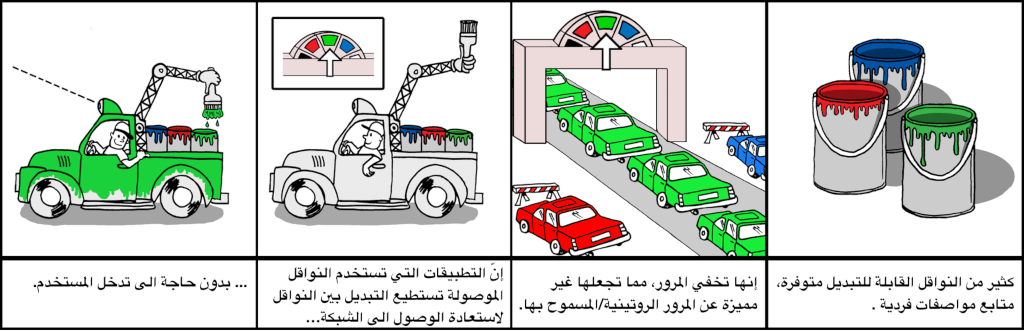 كثير من النواقل القابلة للتبديل متوفرة،
متابع مواصفات فردية .
إنها تخفي المرور، مما تجعلها غير
مميزة عن المرور الروتينية/المسموح بها.
إنّ التطبيقات التي تستخدم النواقل
الموصولة تستطيع التبديل بين النواقل
لاستعادة الوصول الى الشبكة...
... بدون حاجة الى تدخل المستخدم.